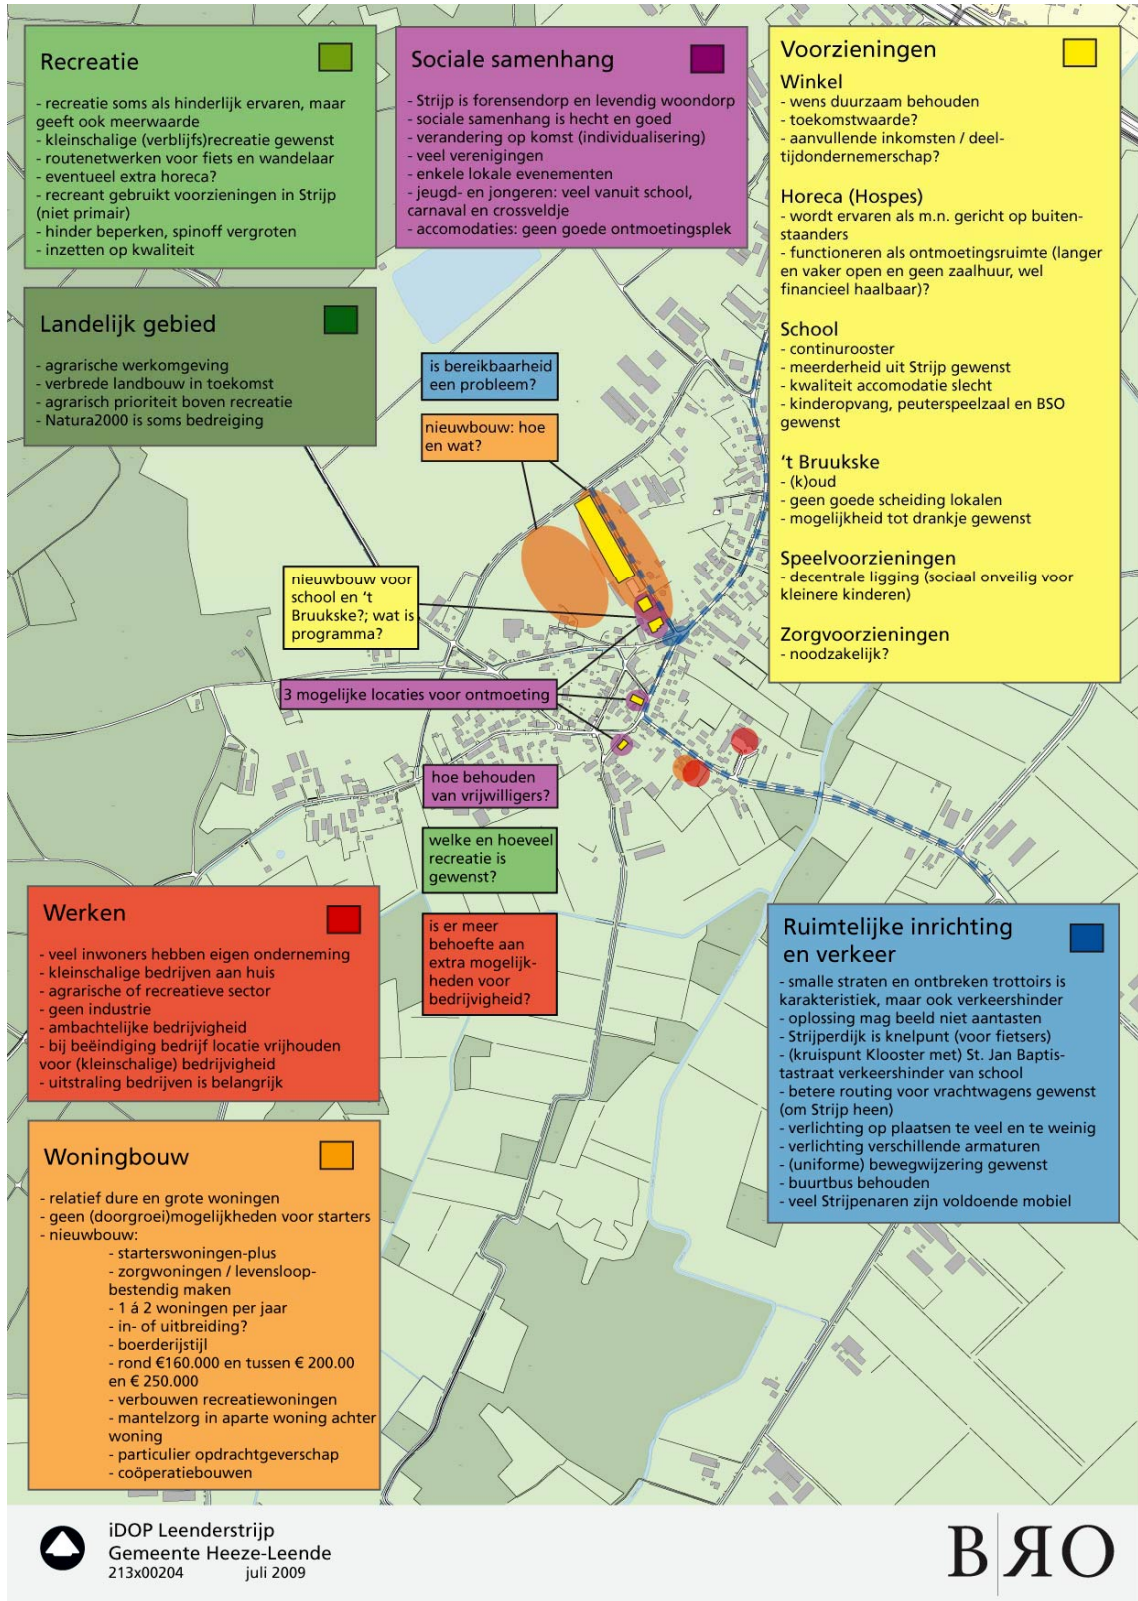 Recreatie
- recreatie soms als hinderlijk ervaren, maar
geeft ook meerwaarde
- kleinschalige (verblijfs)recreatie gewenst
- routenetwerken voor fiets en wandelaar
- eventueel extra horeca?
- recreant gebruikt voorzieningen in Strijp
(niet primair)
- hinder beperken, spinoff vergroten
- inzetten op kwaliteit
Landelijk gebied
- agrarische werkomgeving
- verbrede landbouw in toekomst
- agrarisch prioriteit boven recreatie
- Natura2000 is soms bedreiging
Sociale samenhang
- Strijp is forensendorp en levendig woondorp
- sociale samenhang is hecht en goed
- verandering op komst (individualisering)
- veel verenigingen
- enkele lokale evenementen
- jeugd- en jongeren: veel vanuit school,
carnaval en crossveldje
- accomodaties: geen goede ontmoetingsplek
Voorzieningen
Winkel
- wens duurzaam behouden
- toekomstwaarde?
- aanvullende inkomsten / deel-
tijdondernemerschap?
Horeca (Hospes)
- wordt ervaren als m.n. gericht op buiten-
staanders
- functioneren als ontmoetingsruimte (langer
en vaker open en geen zaalhuur, wel
financieel haalbaar)?
School
- continurooster
- meerderheid uit Strijp gewenst
- kwaliteit accomodatie slecht
- kinderopvang, peuterspeelzaal en BSO
gewenst
‘t Bruukske
- (k)oud
- geen goede scheiding lokalen
- mogelijkheid tot drankje gewenst
Speelvoorzieningen
- decentrale ligging (sociaal onveilig voor
kleinere kinderen)
Zorgvoorzieningen
- noodzakelijk?
is bereikbaarheid
een probleem?
nieuwbouw: hoe
en wat?
nieuwbouw voor
school en ‘t
Bruukske?; wat is
programma?
3 mogelijke locaties voor ontmoeting
hoe behouden
van vrijwilligers?
welke en hoeveel
recreatie is
gewenst?
is er meer
behoefte aan
extra mogelijk-
heden voor
bedrijvigheid?
Werken
- veel inwoners hebben eigen onderneming
- kleinschalige bedrijven aan huis
- agrarische of recreatieve sector
- geen industrie
- ambachtelijke bedrijvigheid
- bij beëindiging bedrijf locatie vrijhouden
voor (kleinschalige) bedrijvigheid
- uitstraling bedrijven is belangrijk
Woningbouw
- relatief dure en grote woningen
- geen (doorgroei)mogelijkheden voor starters
- nieuwbouw:
- starterswoningen-plus
- zorgwoningen / levensloop-
bestendig maken
- 1 á 2 woningen per jaar
- in- of uitbreiding?
- boerderijstijl
- rond €160.000 en tussen € 200.00
en € 250.000
- verbouwen recreatiewoningen
- mantelzorg in aparte woning achter
woning
- particulier opdrachtgeverschap
- coöperatiebouwen
Ruimtelijke inrichting
en verkeer
- smalle straten en ontbreken trottoirs is
karakteristiek, maar ook verkeershinder
- oplossing mag beeld niet aantasten
- Strijperdijk is knelpunt (voor fietsers)
- (kruispunt Klooster met) St. Jan Baptis-
tastraat verkeershinder van school
- betere routing voor vrachtwagens gewenst
(om Strijp heen)
- verlichting op plaatsen te veel en te weinig
- verlichting verschillende armaturen
- (uniforme) bewegwijzering gewenst
- buurtbus behouden
- veel Strijpenaren zijn voldoende mobiel
iDOP Leenderstrijp
Gemeente Heeze-Leende
213x00204 juli 2009
BRO